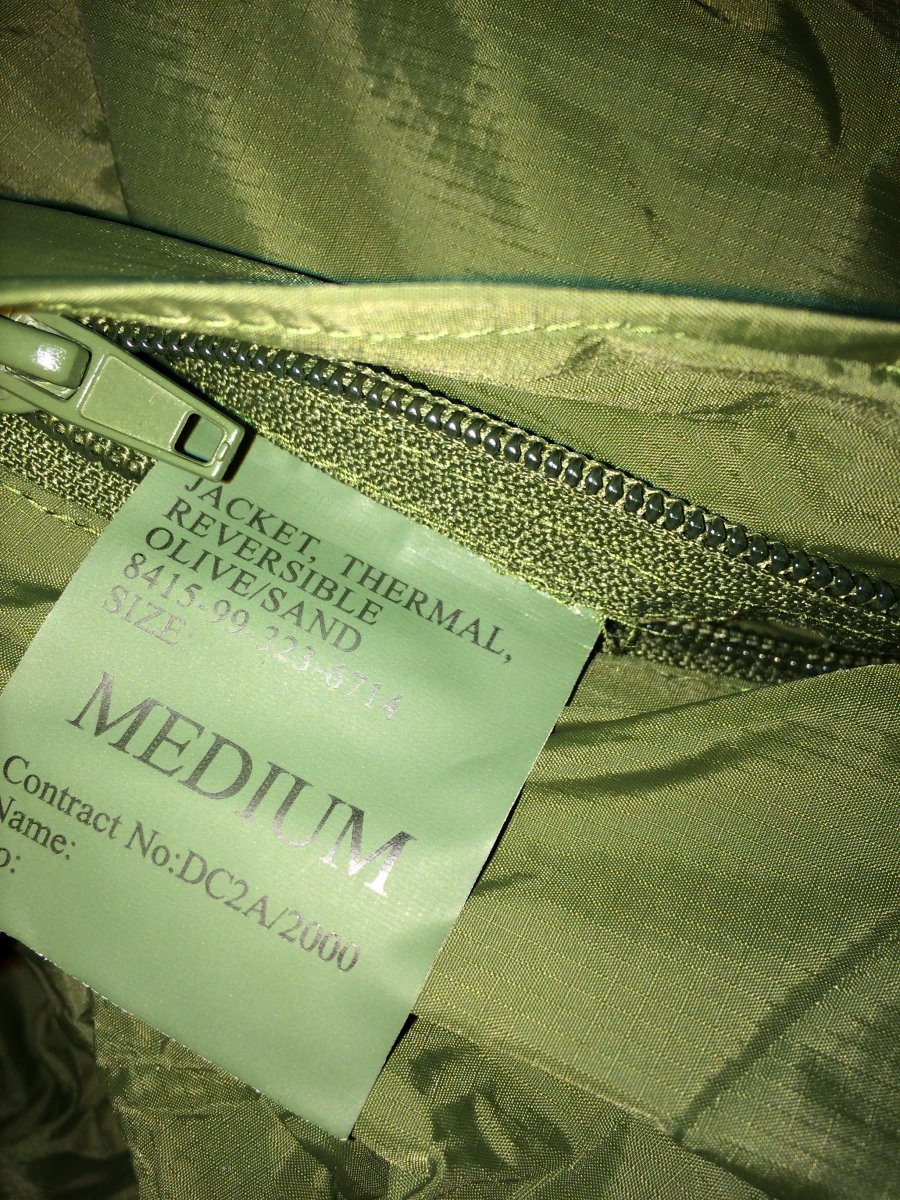 JACKET, THERMAL,
REVERSIBLE
OLIVE/SAND
8415-99-323-6714
SIZE:
MEDIUM
Contract No:DC2A/2000
Name:
o: